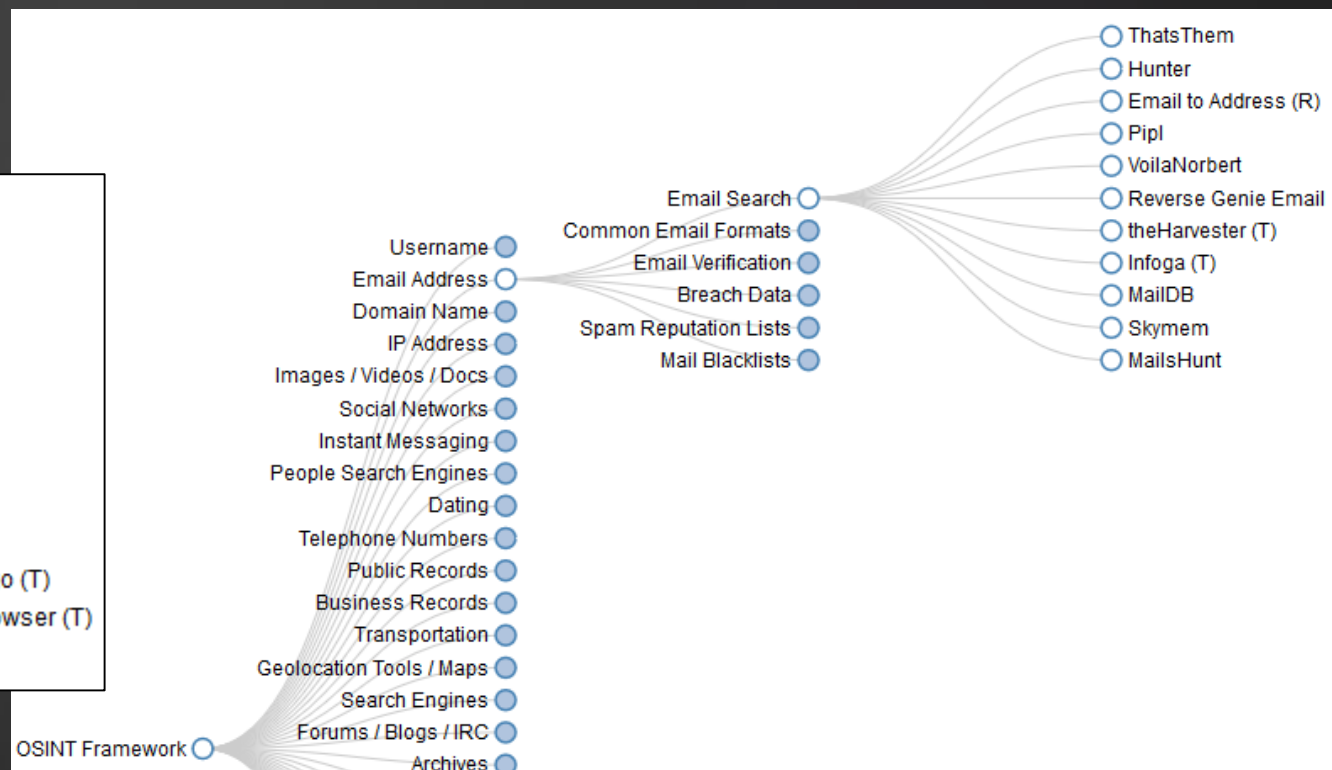 ThatsThem
Hunter
Email to Address (R)
Pipl
VoilaNorbert
Email Search
Reverse Genie Email
Common Email Formats
theHarvester (T)
Username
Email Verification
Infoga (T)
Email Address
Breach Data
MailDB
Domain Name
Spam Reputation Lists
Skymem
IP Address
Mail Blacklists
MailsHunt
Images / Videos / Docs
Social Networks
Instant Messaging
People Search Engines
Dating
Telephone Numbers
Public Records
(T)
Business Records
(T)
Transportation
Geolocation Tools / Maps
Search Engines
Forums / Blogs / IRC
OSINT Framework
Archives